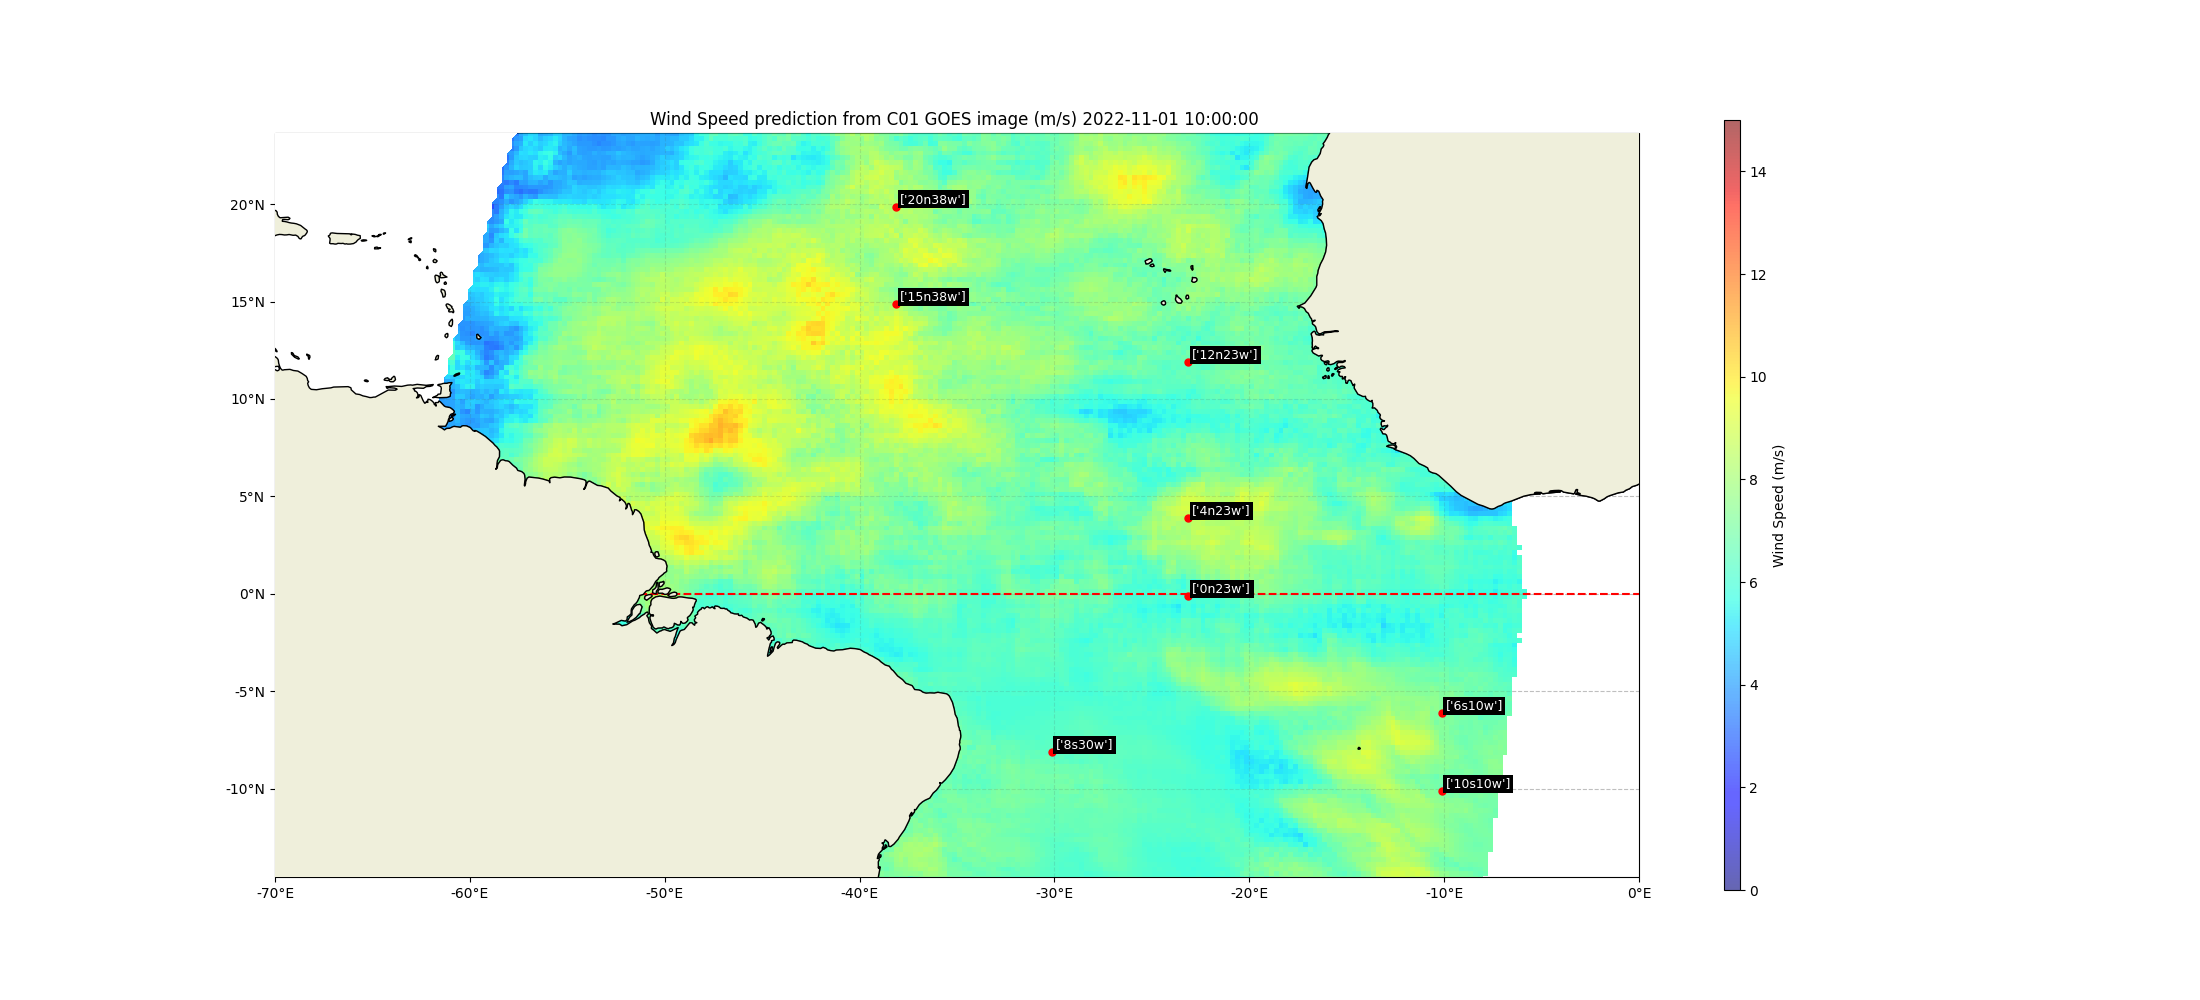 Wind Speed prediction from C01 GOES image (m/s) 2022-11-01 10:00:00
20°N
15°N
10°N
5°N
0°N
-5°N
-10°N
-70°E
-60°E
-50°E
-40°E
-30°E
-20°E
-10°E
0°E
['20n38w']
['15n38w']
['12n23w']
['4n23w']
['0n23w']
['6s10w']
['8s30w']
['10s10w']
14
12
10
8
6
4
2
0
Wind Speed (m/s)